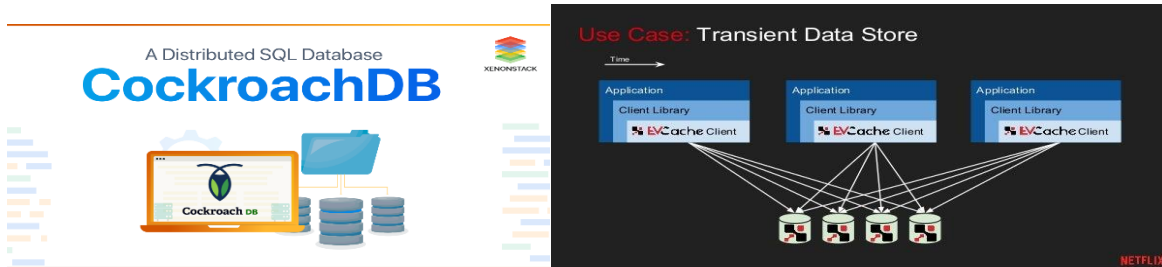 A Distributed SQL Database
CockroachDB
XENONSTACK
Cockroach DB
Use Case: Transient Data Store
Time
Application
Client Library
EVCache Client
Application
Client Library
EVCache Client
Application
Client Library
EVCache Client
NETFLIX